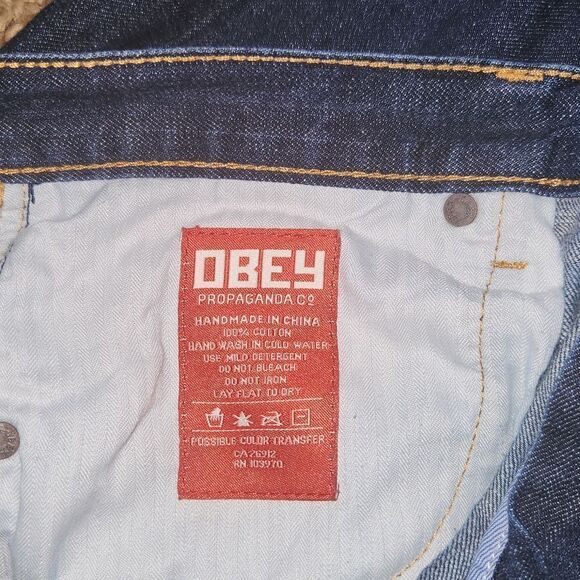 OBEY
PROPAGANDA Cº
HANDMADE IN CHINA
100% COTTON
HAND WASH IN COLD WATER
USE MILD DETERGENT
DO NOT BLEACH
DO NOT IRON
LAY FLAT TO DRY
POSSIBLE COLOR TRANSFER
CA 76912
RN 103970